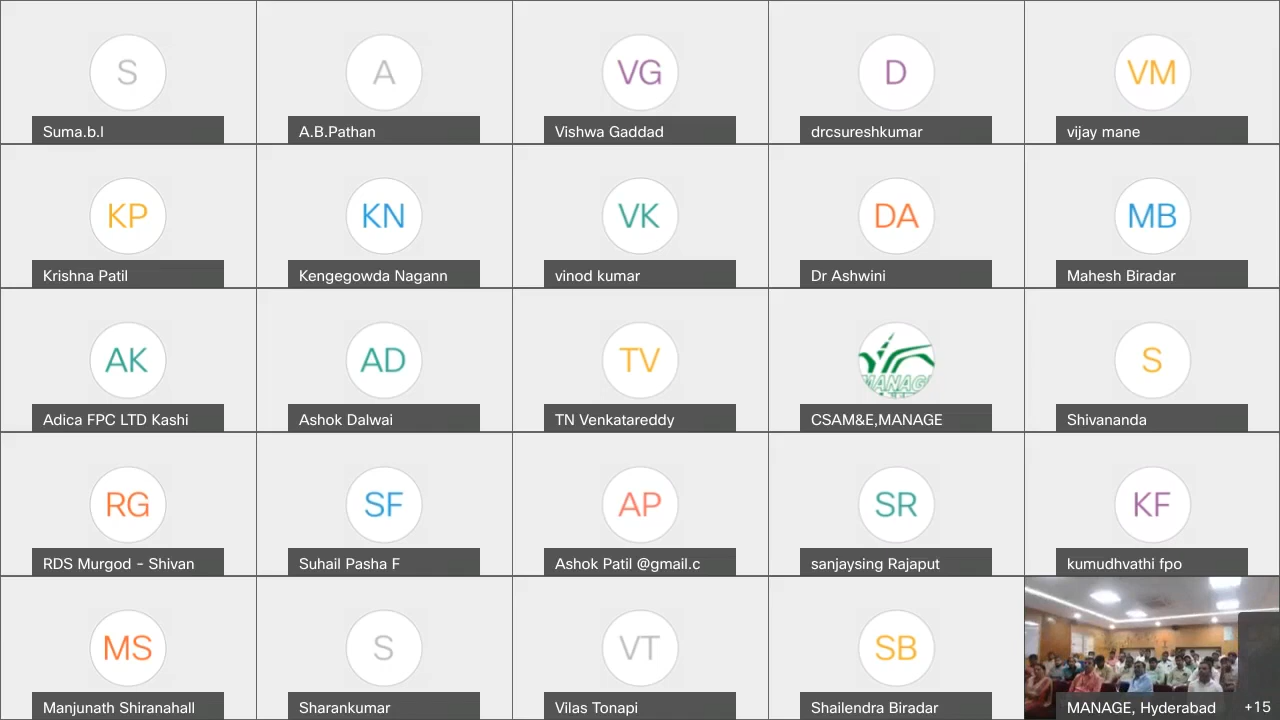 S
A
VG
D
VM
Suma.b.l
A.B.Pathan
Vishwa Gaddad
drcsureshkumar
vijay mane
KP
KN
VK
DA
MB
Krishna Patil
Kengegowda Nagann
vinod kumar
Dr Ashwini
Mahesh Biradar
AK
AD
TV
MANAGE
S
Adica FPC LTD Kashi
Ashok Dalwai
TN Venkatareddy
CSAM&E,MANAGE
Shivananda
RG
SF
AP
SR
KF
RDS Murgod - Shivan
Suhail Pasha F
Ashok Patil @gmail.c
sanjaysing Rajaput
kumudhvathi fpo
MS
S
VT
SB
Manjunath Shiranahall
Sharankumar
Vilas Tonapi
Shailendra Biradar
MANAGE, Hyderabad
+15